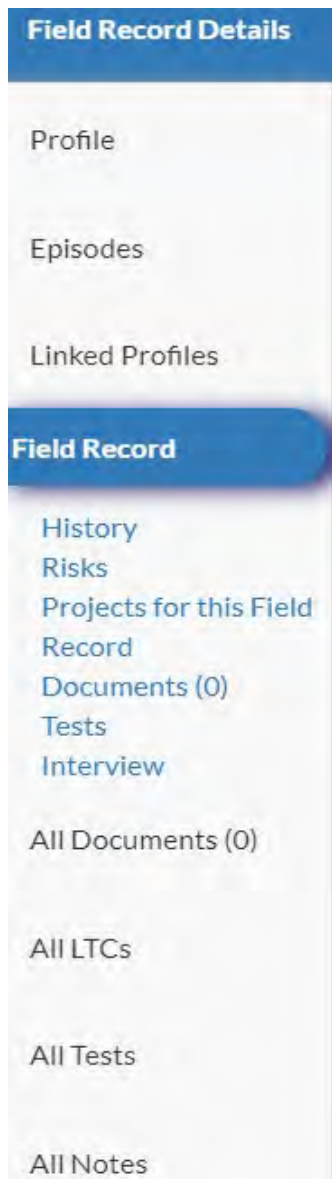 Field Record Details
Profile
Episodes
Linked Profiles
Field Record
History
Risks
Projects for this Field
Record
Documents (0)
Tests
Interview
All Documents (0)
All LTCs
All Tests
All Notes